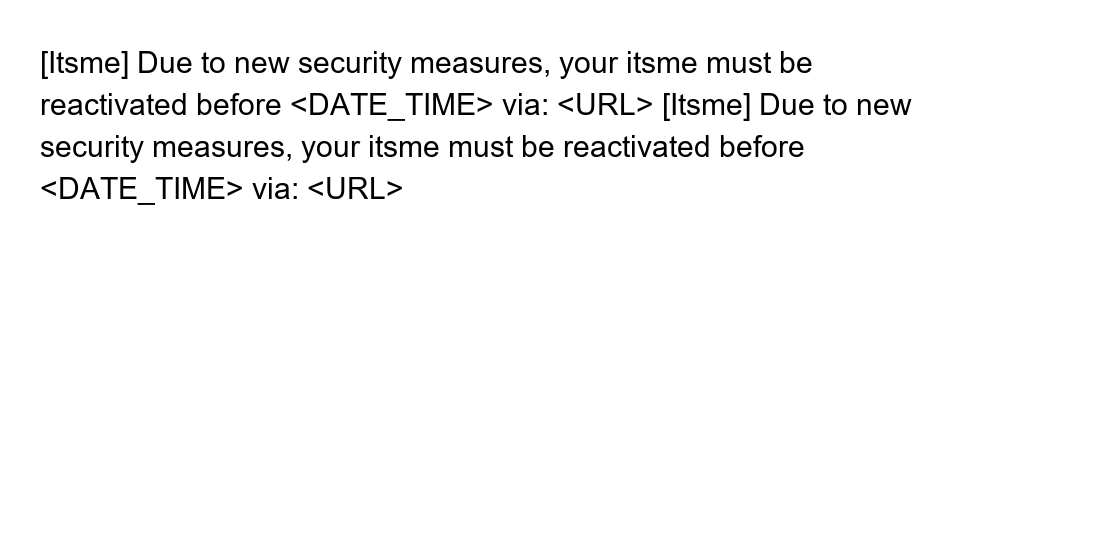 [Itsme] Due to new security measures, your itsme must be
reactivated before <DATE_TIME> via: <URL> [Itsme] Due to new
security measures, your itsme must be reactivated before
<DATE_TIME> via: <URL>